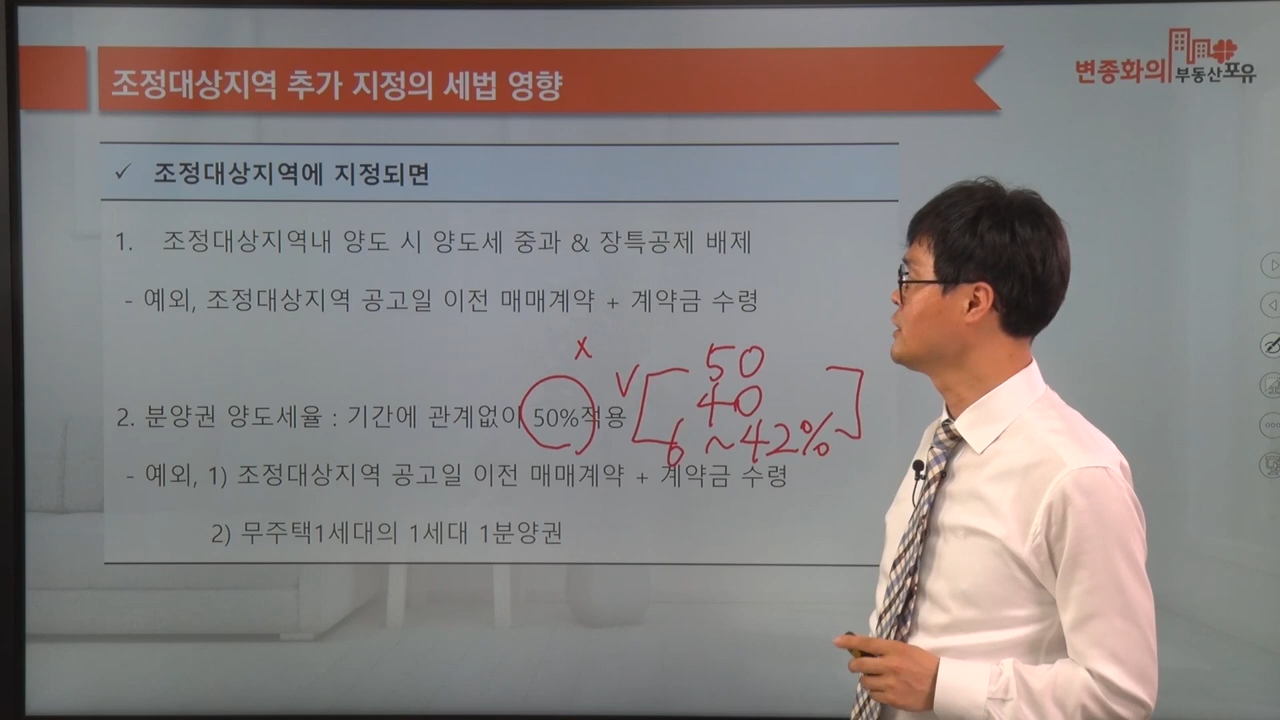 조정대상지역 추가 지정의 세법 영향
변종화의 부동산포유
✓ 조정대상지역에 지정되면
1. 조정대상지역내 양도 시 양도세 중과 & 장특공제 배제
- 예외, 조정대상지역 공고일 이전 매매계약 + 계약금 수령
x
V
50
40
6 ~42%
2. 분양권 양도세율 : 기간에 관계없이 50%적용
- 예외, 1) 조정대상지역 공고일 이전 매매계약 + 계약금 수령
2) 무주택1세대의 1세대 1분양권